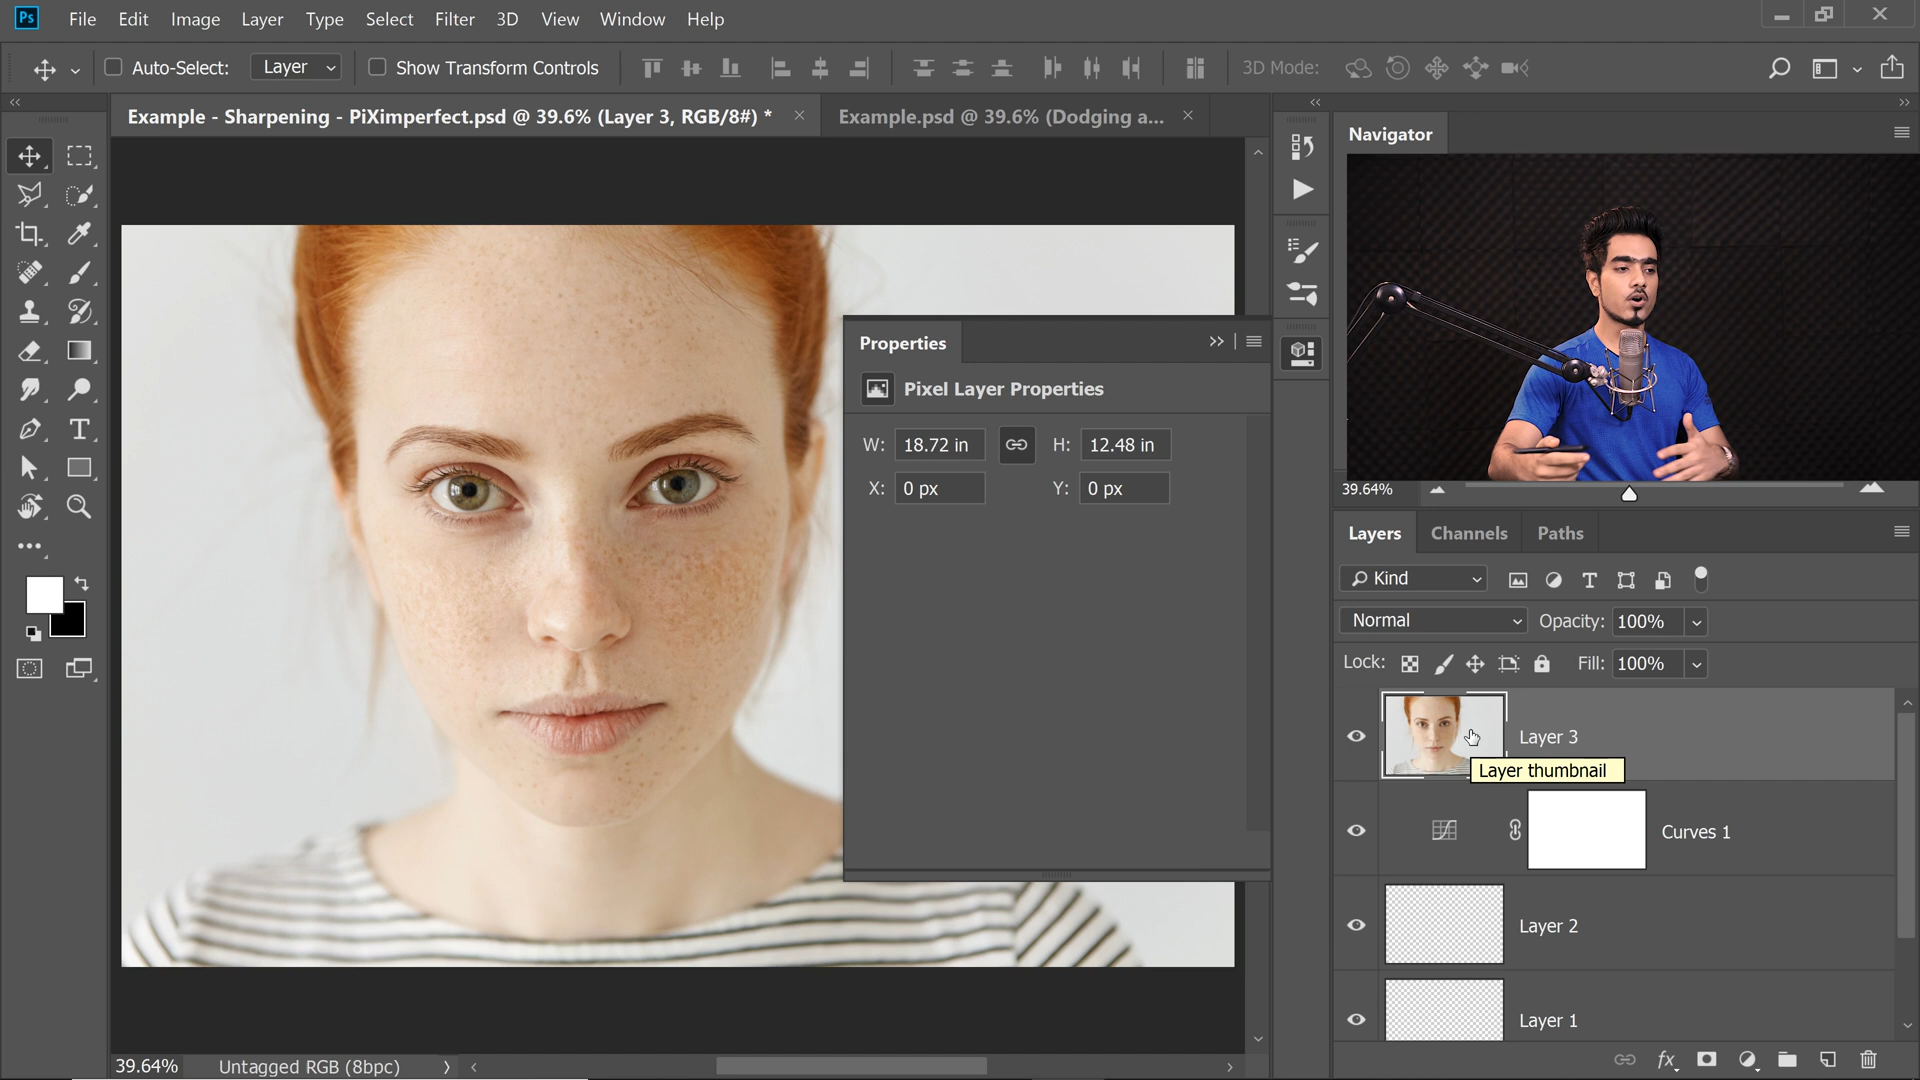 Ps File Edit Image Layer Type Select Filter 3D View Window Help
Auto-Select: Layer Show Transform Controls 3D Mode:
Example - Sharpening - PiXimperfect.psd @ 39.6% (Layer 3, RGB/8#) * Example.psd @ 39.6% (Dodging a...
Navigator
Properties
Pixel Layer Properties
W: 18.72 in H: 12.48 in
X: 0 px Y: 0 px
39.64%
Layers Channels Paths
Kind
Normal Opacity: 100%
Lock: Fill: 100%
Layer 3
Layer thumbnail
Curves 1
Layer 2
Layer 1
fx
39.64% Untagged RGB (8bpc)